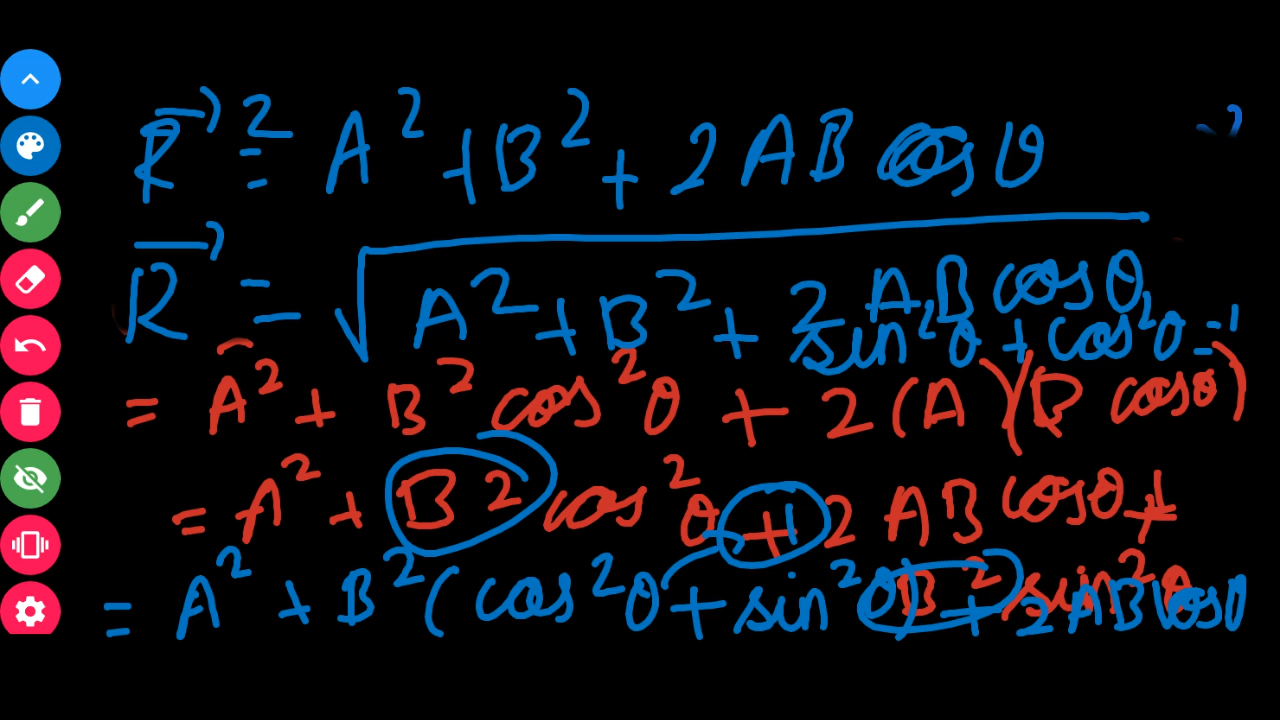 R⃗² = A² + B² + 2AB cosθ
R⃗ = √(A² + B² + 2AB cosθ)
sin²θ + cos²θ = 1
= A² + B² cos²θ + 2(A)(B cosθ)
= A² + B² cos²θ + 2AB cosθ +
B² sin²θ
= A² + B² (cos²θ + sin²θ) + 2AB cosθ